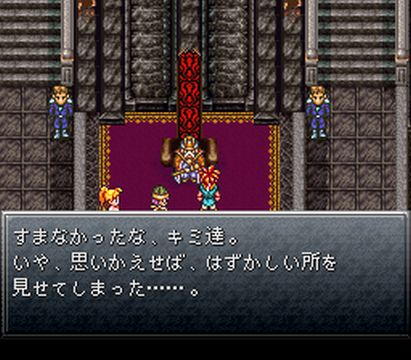 すまなかったな、キミ達。
いや、思いかえせば、はずかしい所を
見せてしまった……。